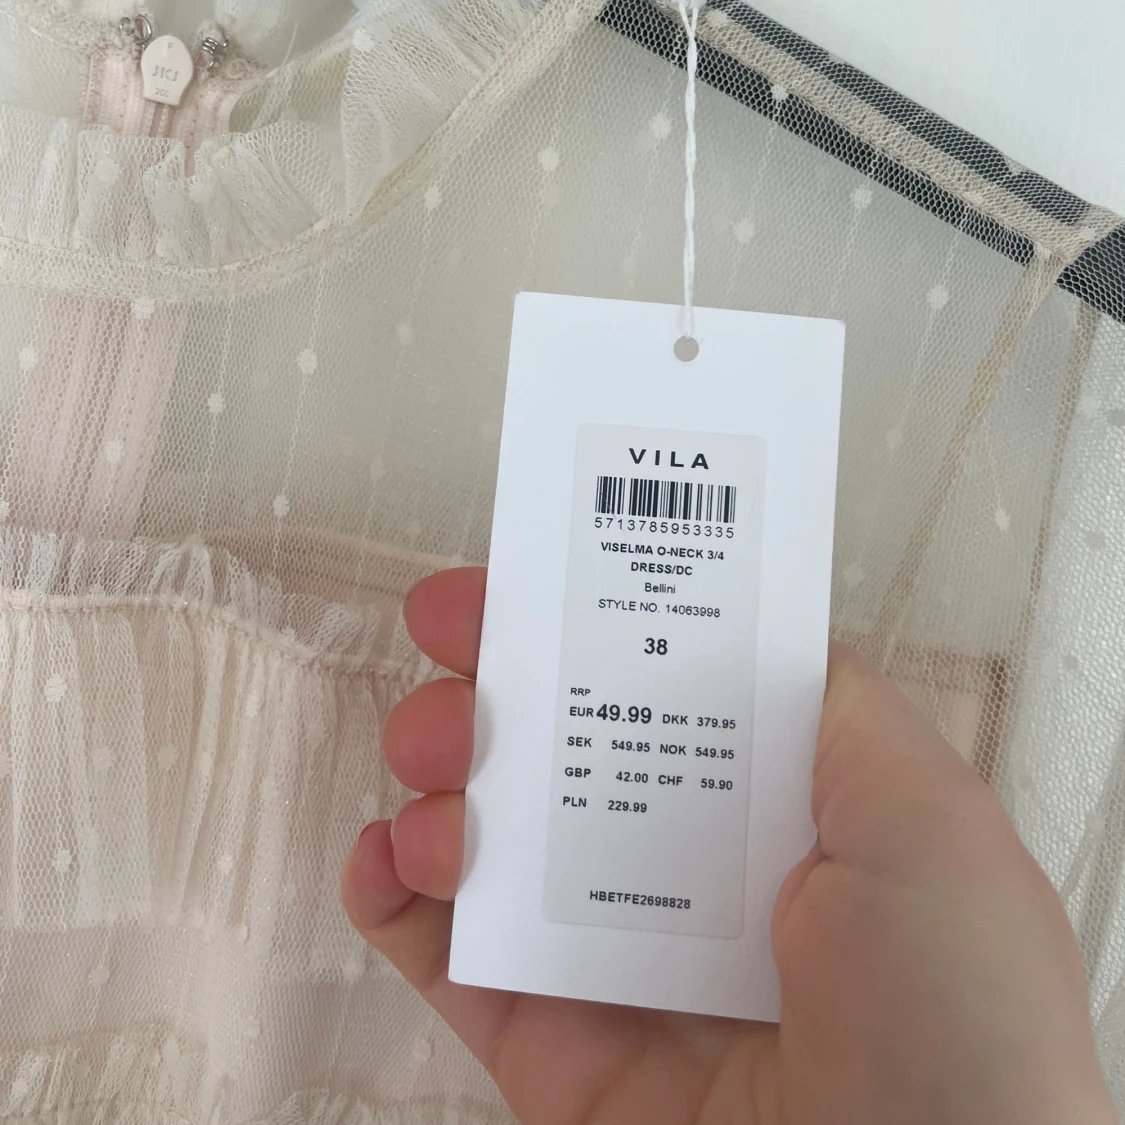 F
VILA
5713785953335
VISELMA O-NECK 3/4
DRESS/DC
Bellini
STYLE NO. 14063998
38
RRP
EUR 49.99 DKK 379.95
SEK 549.95 NOK 549.95
GBP 42.00 CHF 59.90
PLN 229.99
HBETFE2698828